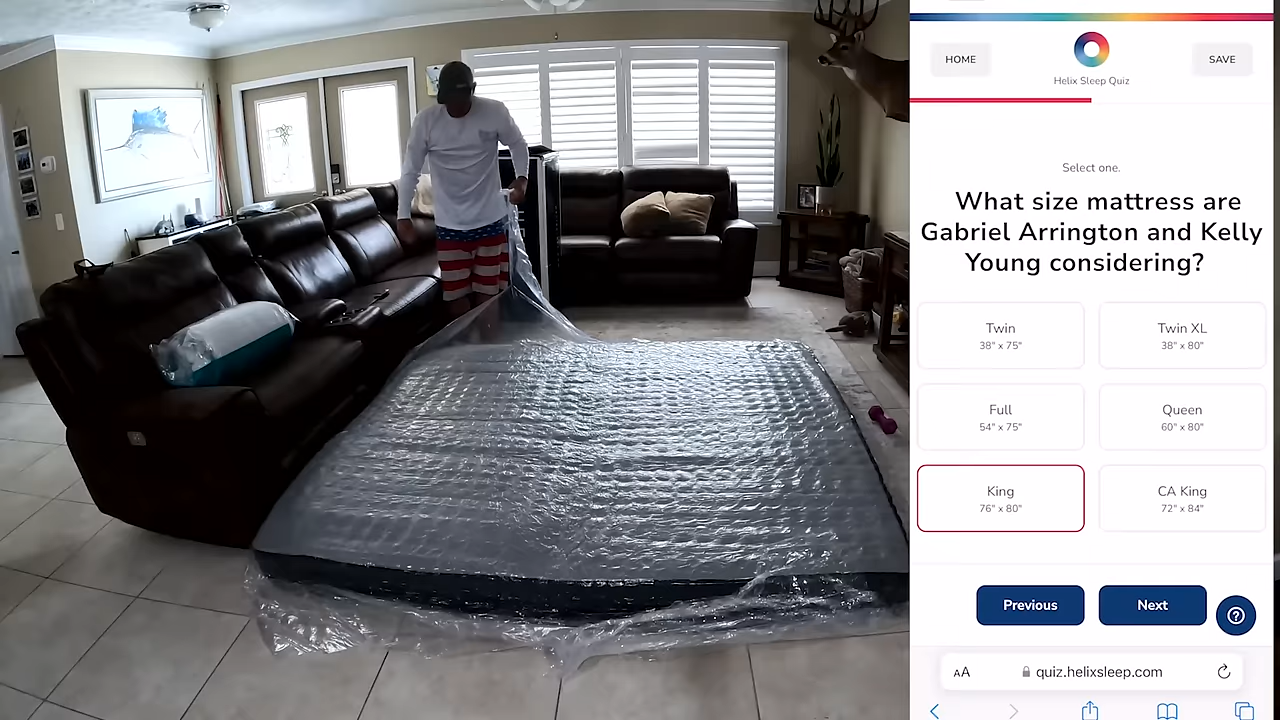 HOME
Helix Sleep Quiz
SAVE
Select one.
What size mattress are
Gabriel Arrington and Kelly
Young considering?
Twin
38" x 75"
Twin XL
38" x 80"
Full
54" x 75"
Queen
60" x 80"
King
76" x 80"
CA King
72" x 84"
Previous
Next
?
AA
quiz.helixsleep.com